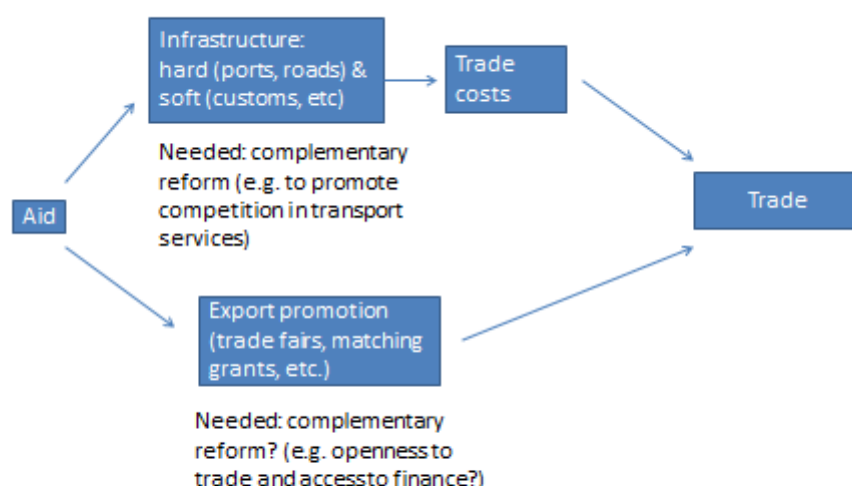 Infrastructure:
hard (ports, roads) &
soft (customs, etc)
Trade
costs
Needed: complementary
reform (e.g. to promote
competition in transport
services)
Aid
Trade
Export promotion
(trade fairs, matching
grants, etc.)
Needed: complementary
reform? (e.g. openness to
trade and access to finance?)